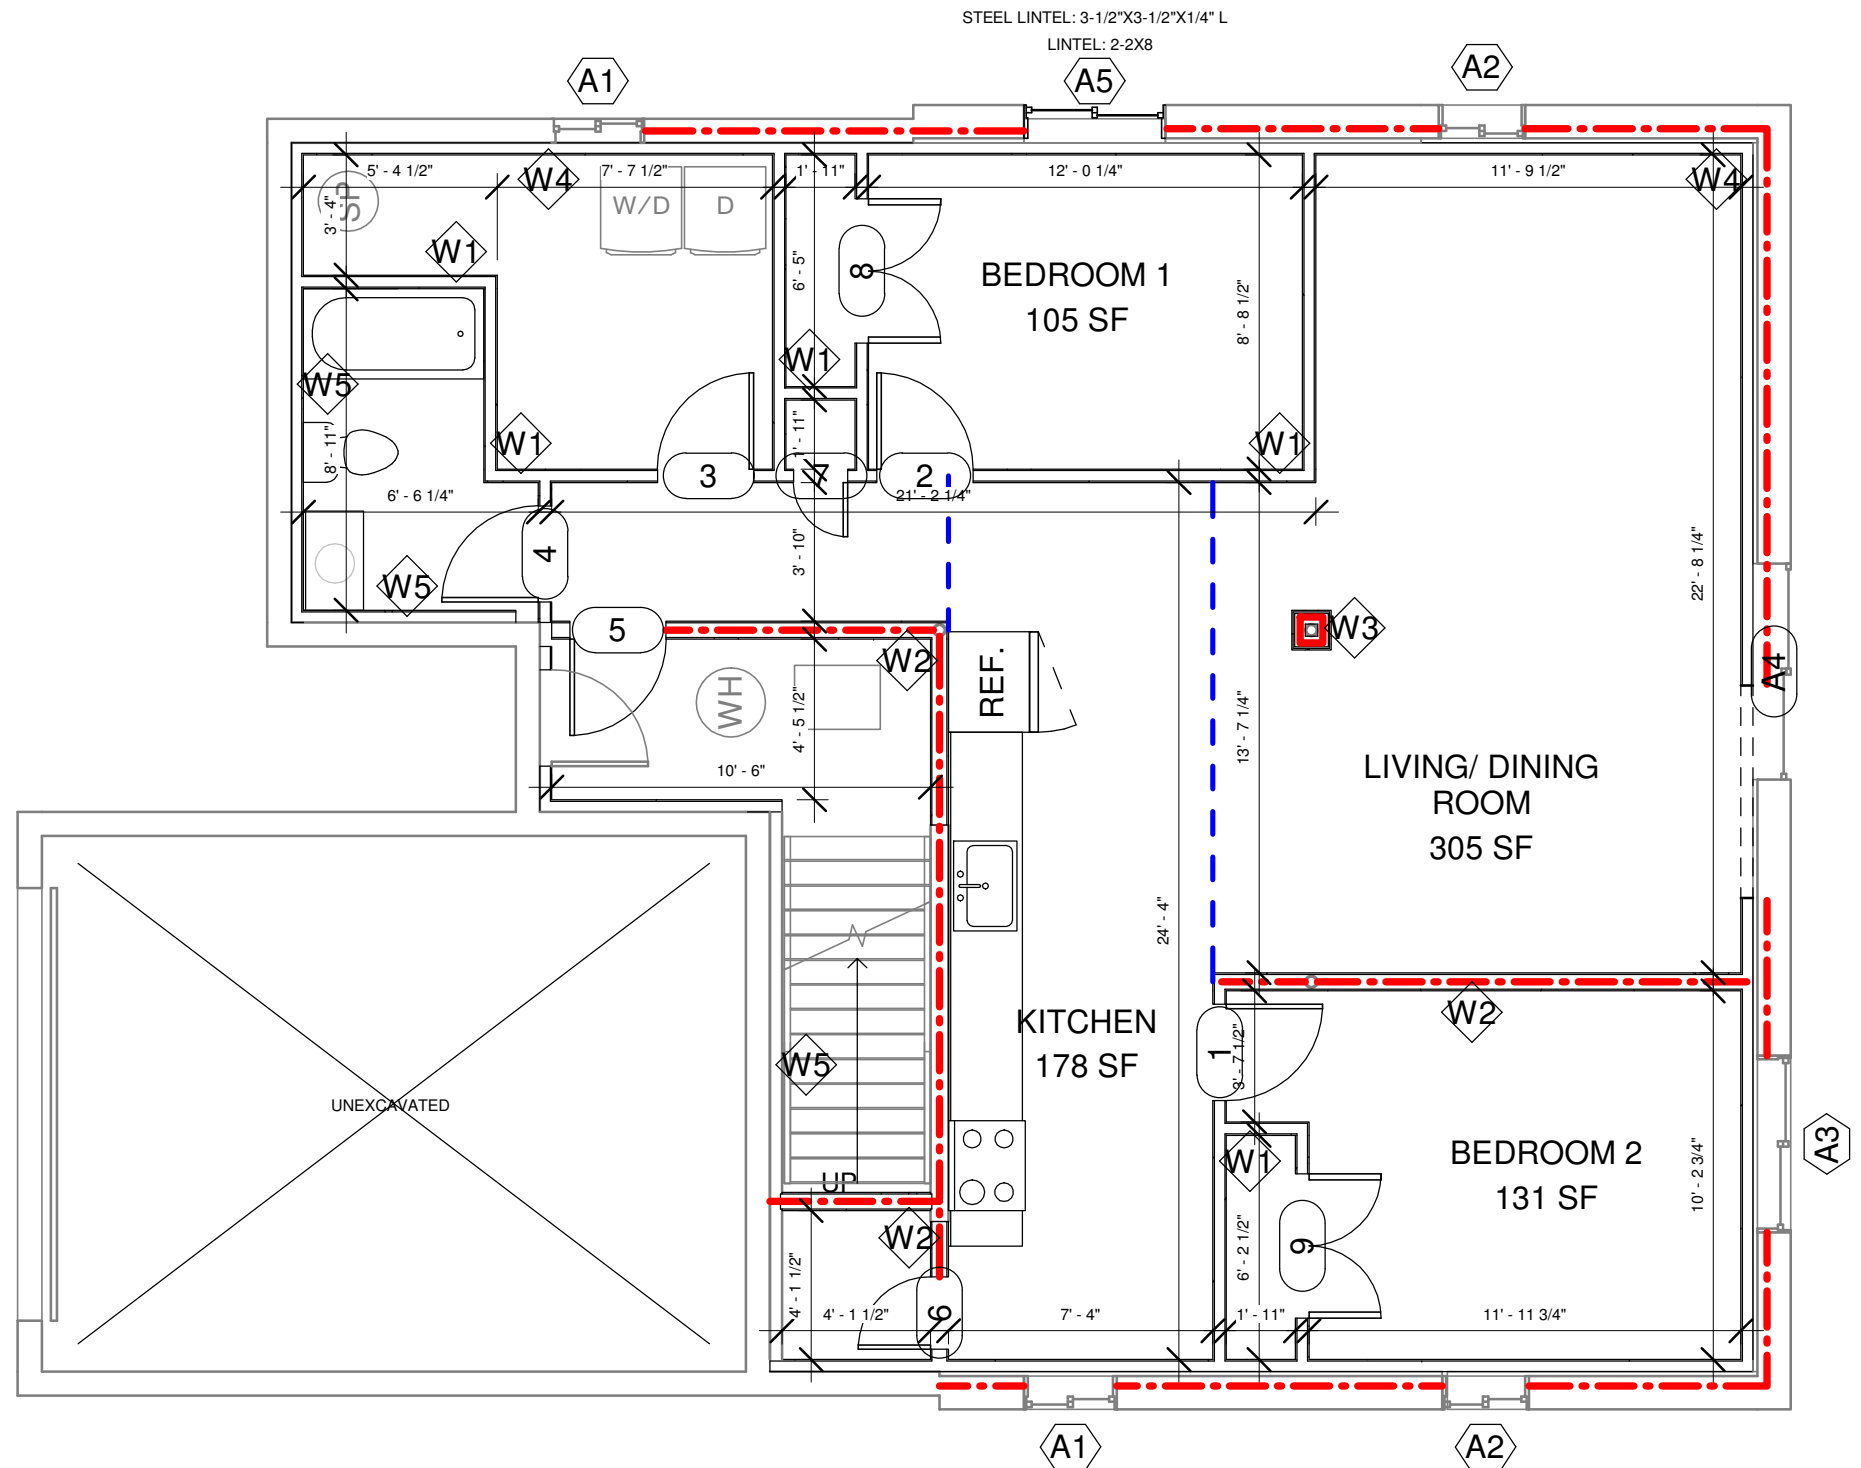 STEEL LINTEL: 3-1/2"X3-1/2"X1/4" L
LINTEL: 2-2X8
A1
A5
A2
5' - 4 1/2"
W4
7' - 7 1/2"
1' - 11"
12' - 0 1/4"
11' - 9 1/2"
W4
SP
3' - 4"
W/D
D
W1
6' - 5"
8
BEDROOM 1
105 SF
8' - 8 1/2"
W1
W5
W1
8' - 11"
1' - 11"
W1
3
7
2
6' - 6 1/4"
21' - 2 1/4"
4
3' - 10"
22' - 8 1/4"
W5
5
W2
W3
A4
WH
REF.
4' - 5 1/2"
13' - 7 1/4"
10' - 6"
LIVING/ DINING
ROOM
305 SF
24' - 4"
KITCHEN
178 SF
W2
1
3' - 7 1/2"
W5
UNEXCAVATED
A3
BEDROOM 2
131 SF
W1
10' - 2 3/4"
UP
W2
9
6' - 2 1/2"
4' - 1 1/2"
4' - 1 1/2"
6
7' - 4"
1' - 11"
11' - 11 3/4"
A1
A2